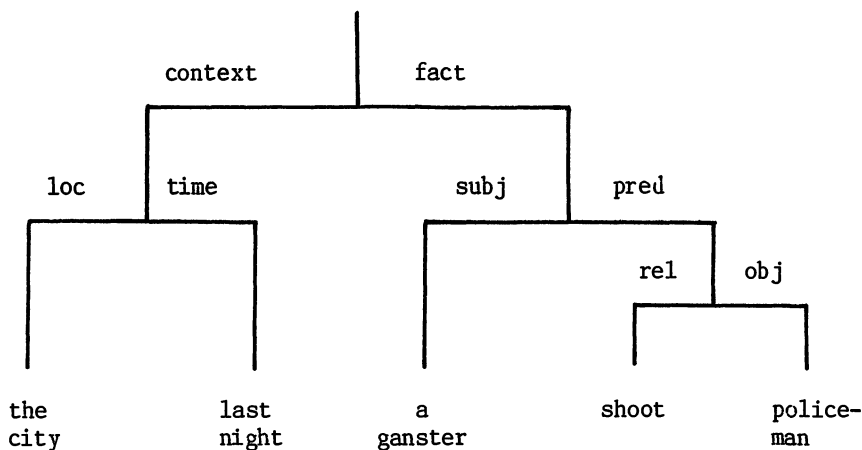 context fact
loc time subj pred
rel obj
the last a shoot police-
city night ganster man